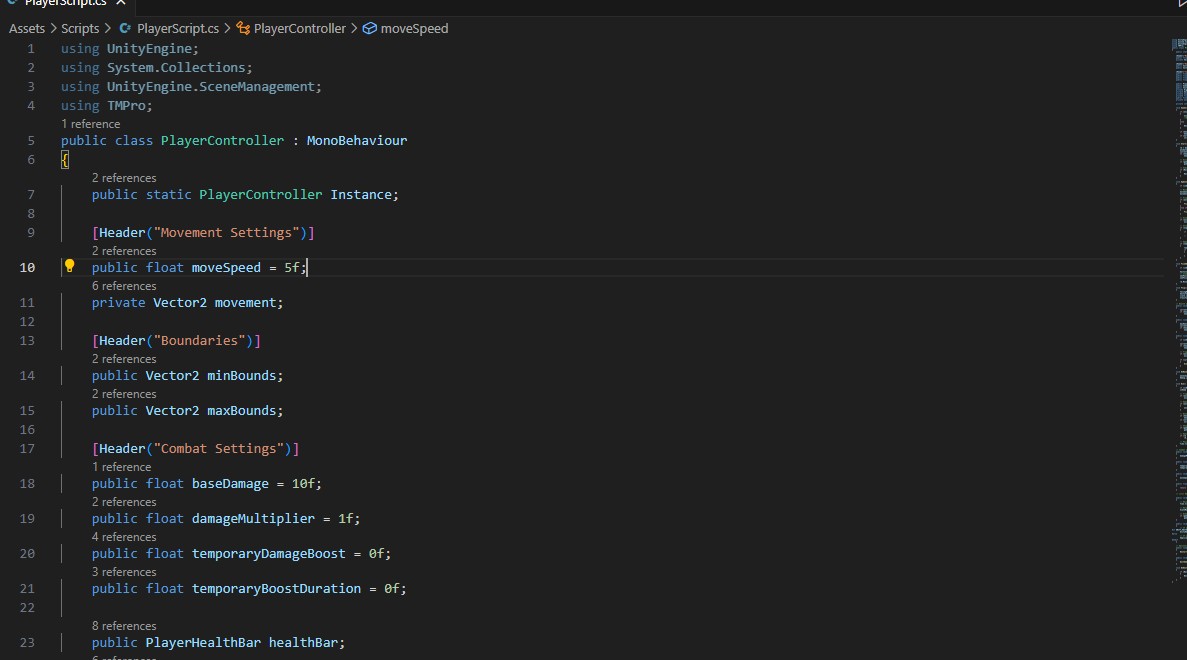 PlayerScript.cs
Assets > Scripts > PlayerScript.cs > PlayerController > moveSpeed
1 using UnityEngine;
2 using System.Collections;
3 using UnityEngine.SceneManagement;
4 using TMPro;
1 reference
5 public class PlayerController : MonoBehaviour
6 {
2 references
7 public static PlayerController Instance;
8
9 [Header("Movement Settings")]
2 references
10 public float moveSpeed = 5f;
6 references
11 private Vector2 movement;
12
13 [Header("Boundaries")]
2 references
14 public Vector2 minBounds;
2 references
15 public Vector2 maxBounds;
16
17 [Header("Combat Settings")]
1 reference
18 public float baseDamage = 10f;
2 references
19 public float damageMultiplier = 1f;
4 references
20 public float temporaryDamageBoost = 0f;
3 references
21 public float temporaryBoostDuration = 0f;
22
8 references
23 public PlayerHealthBar healthBar;
6 references